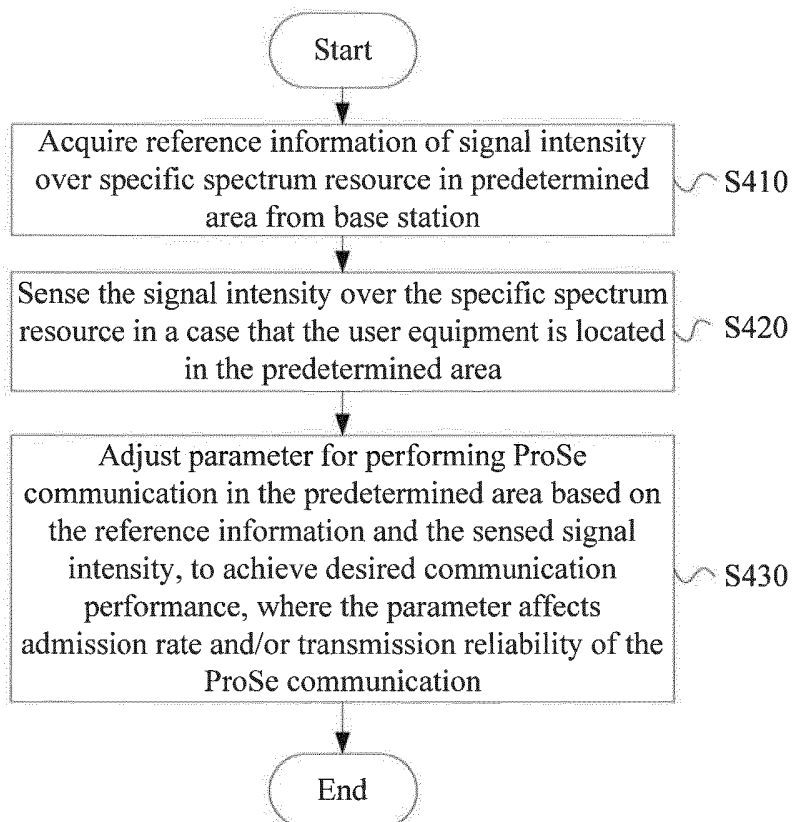 Start
Acquire reference information of signal intensity
over specific spectrum resource in predetermined
area from base station
S410
Sense the signal intensity over the specific spectrum
resource in a case that the user equipment is located
in the predetermined area
S420
Adjust parameter for performing ProSe
communication in the predetermined area based on
the reference information and the sensed signal
intensity, to achieve desired communication
performance, where the parameter affects
admission rate and/or transmission reliability of the
ProSe communication
S430
End